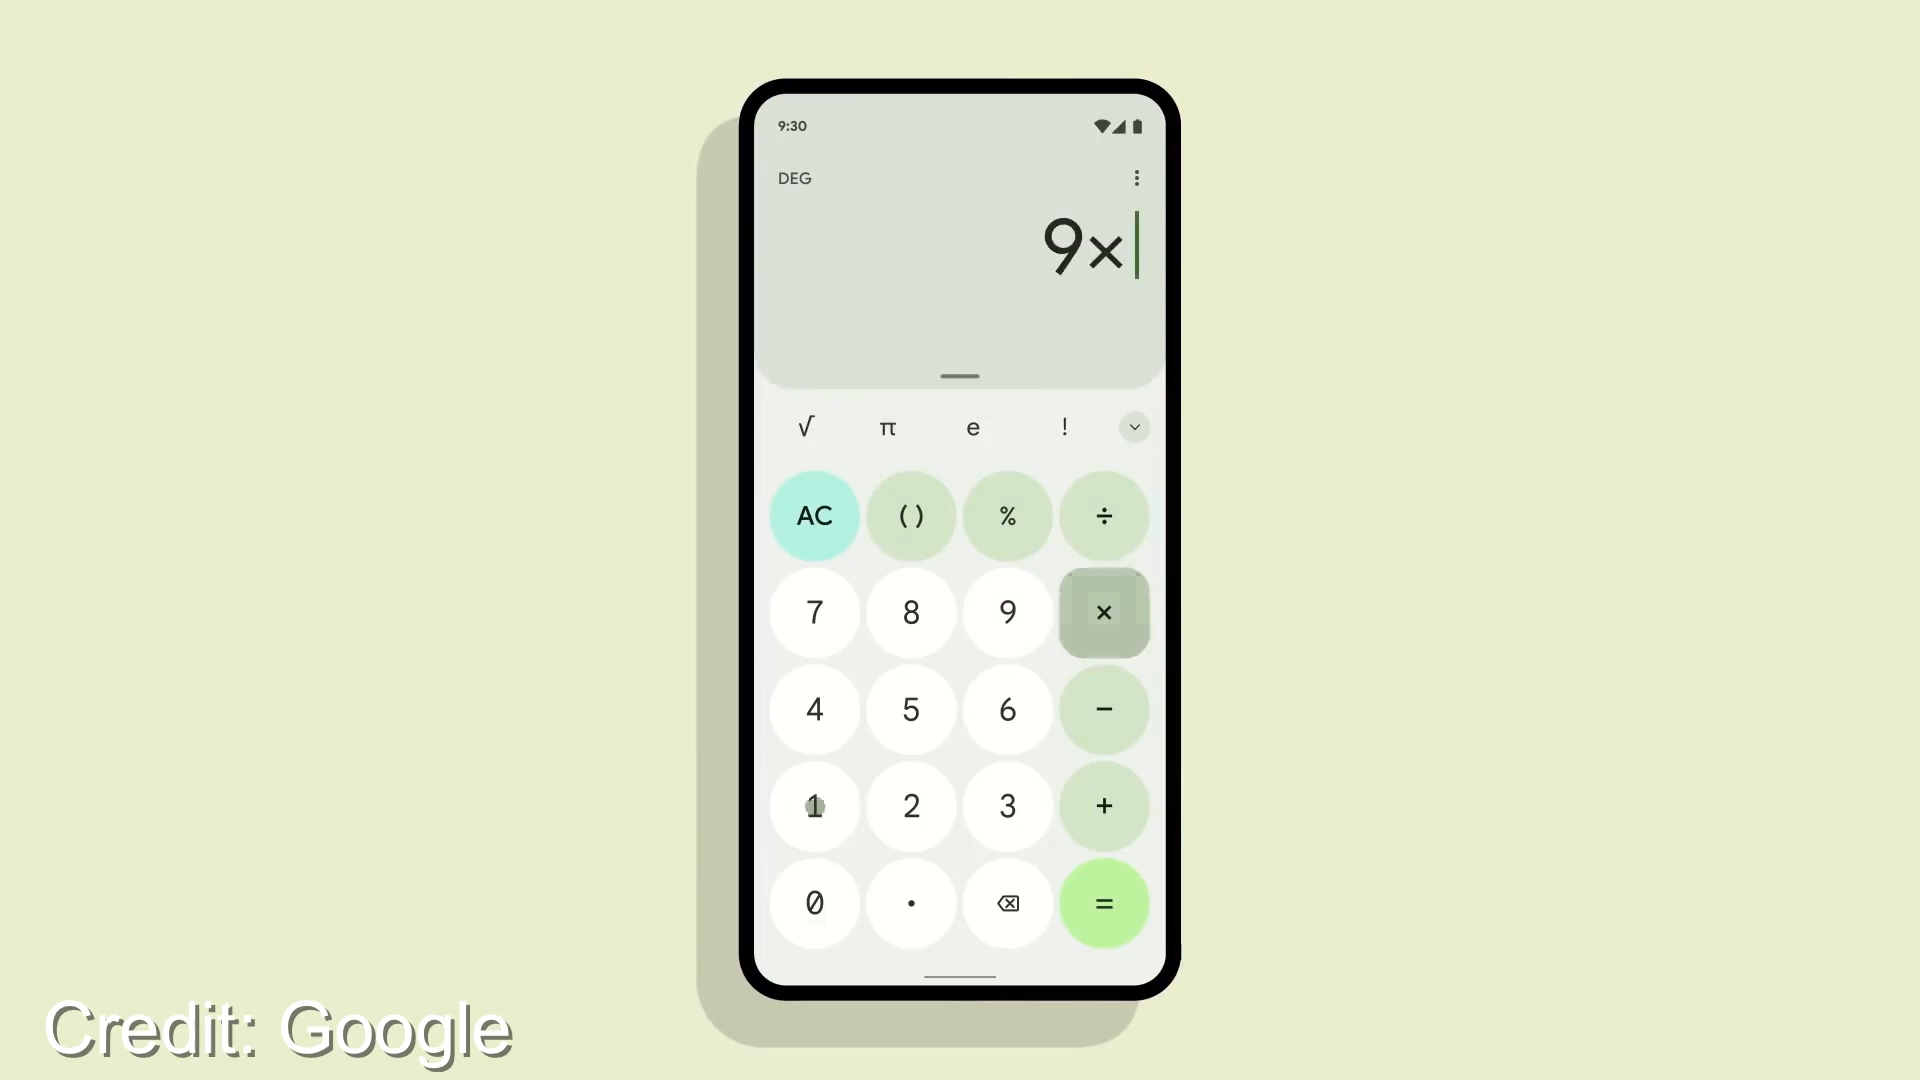 9:30
DEG
9×
√ π e !
AC () % ÷
7 8 9 ×
4 5 6 −
1 2 3 +
0 . =
Credit: Google